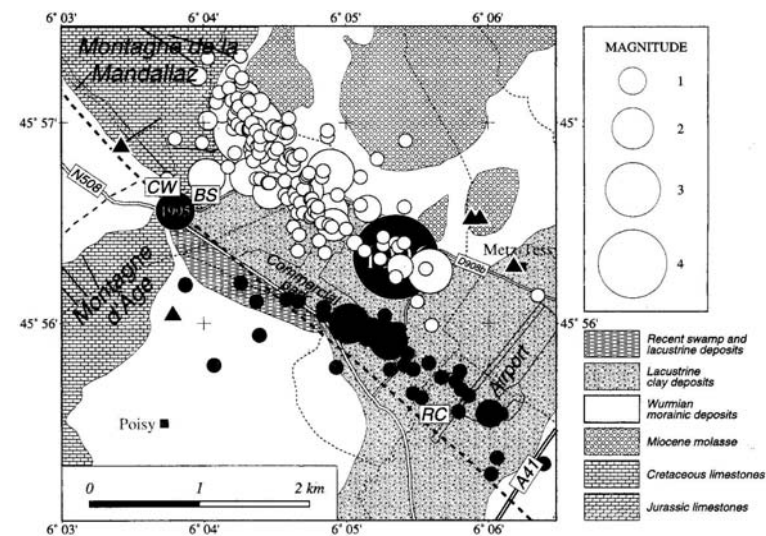 6° 03' 6° 04' 6° 05' 6° 06'
Montagne de la
Mandallaz
45° 57' 45° 57'
N508
CW
BS
1995
Metz-Tess
D908b
Commercial
Montagne
d'Age
45° 56' 45° 56'
Airport
RC
Poisy
A41
0 1 2 km
6° 03' 6° 04' 6° 05' 6° 06'
MAGNITUDE
1
2
3
4
Recent swamp and
lacustrine deposits
Lacustrine
clay deposits
Wurmian
morainic deposits
Miocene molasse
Cretaceous limestones
Jurassic limestones